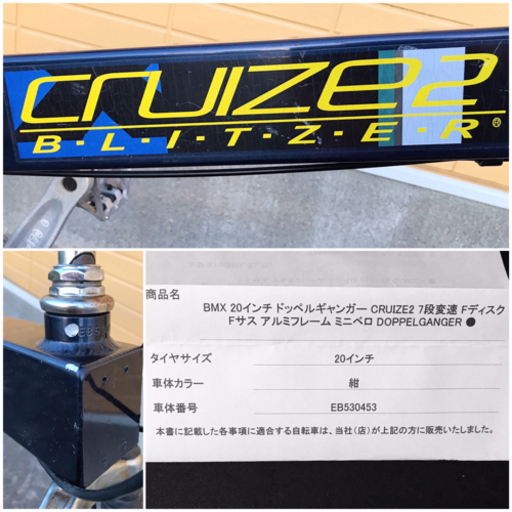 CRUIZE2
B-L-I-T-Z-E-R®
商品名
BMX 20インチ ドッペルギャンガー CRUIZE2 7段変速 Fディスク
Fサス アルミフレーム ミニベロ DOPPELGANGER ●
タイヤサイズ 20インチ
車体カラー 紺
車体番号 EB530453
本書に記載した各事項に適合する自転車は、当社(店)が上記の方に販売いたしました。